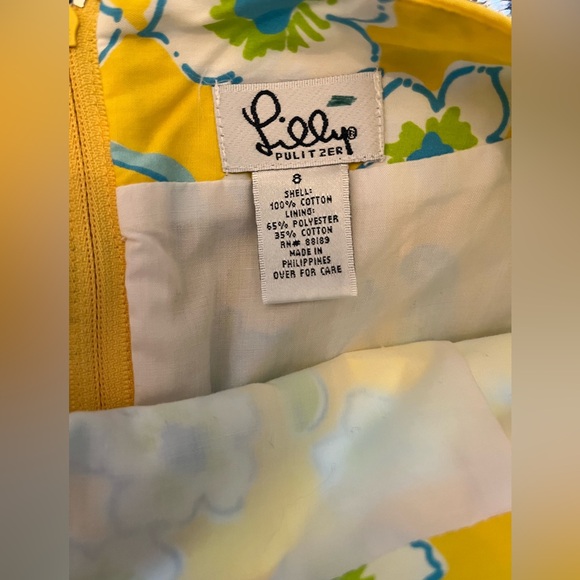 Lilly®
PULITZER
8
SHELL:
100% COTTON
LINING:
65% POLYESTER
35% COTTON
RN# 88189
MADE IN
PHILIPPINES
OVER FOR CARE